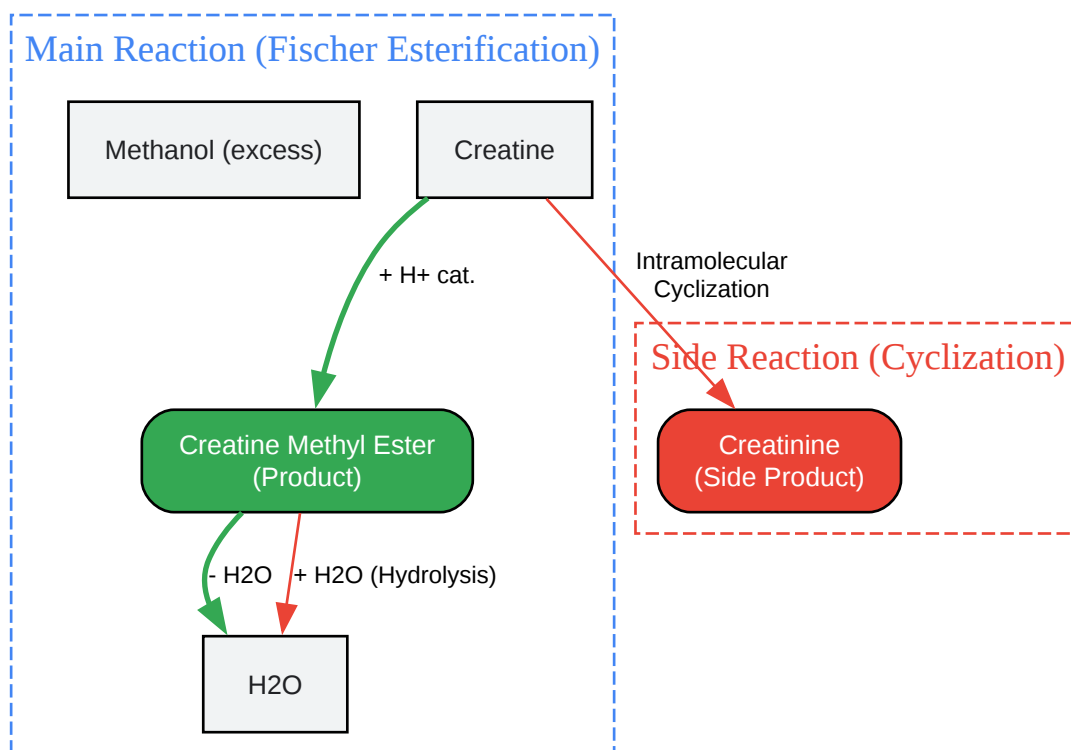 Main Reaction (Fischer Esterification)
Methanol (excess)
Creatine
+ H+ cat.
Intramolecular
Cyclization
Side Reaction (Cyclization)
Creatine Methyl Ester
(Product)
Creatinine
(Side Product)
- H2O
+ H2O (Hydrolysis)
H2O